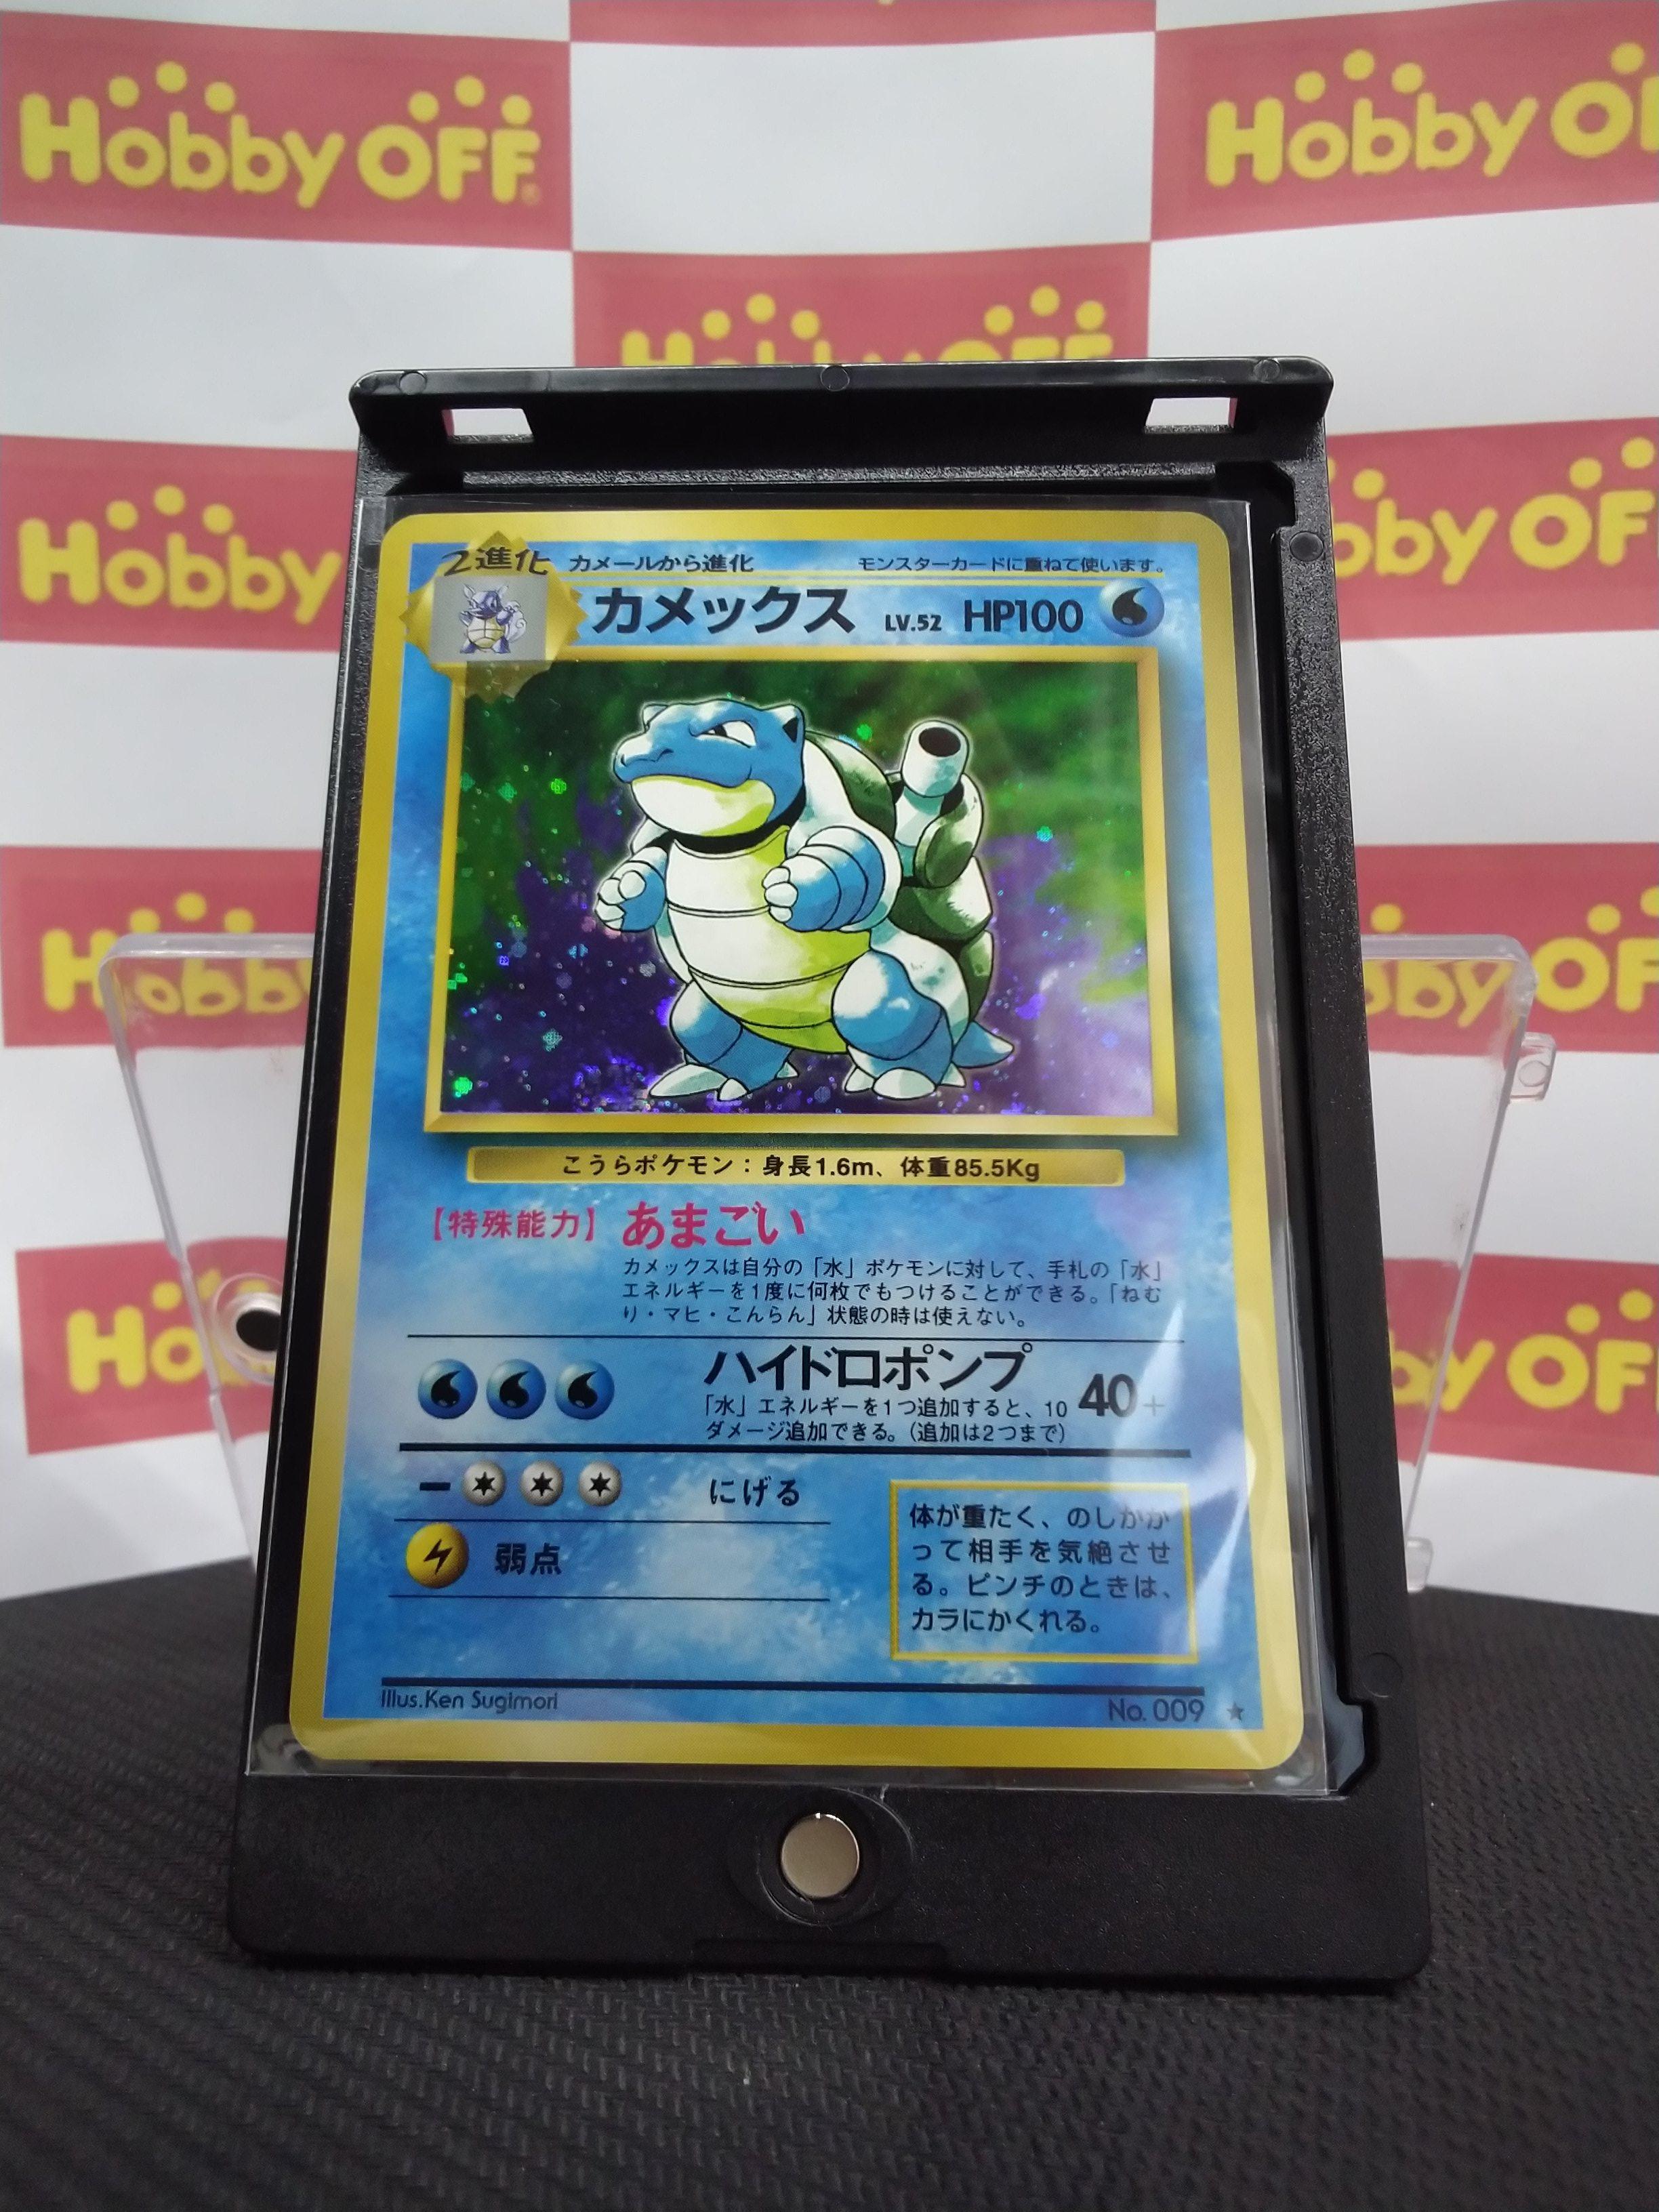 Hobby OFF
Hobby OF
Hobby OFF
Hobby
bby OF
Hobb
bby OF
Ho
by OF
2進化 カメールから進化 モンスターカードに重ねて使います。
カメックス LV.52 HP100
こうらポケモン：身長1.6m、体重85.5Kg
【特殊能力】 あまごい
カメックスは自分の「水」ポケモンに対して、手札の「水」
エネルギーを1度に何枚でもつけることができる。「ねむ
り・マヒ・こんらん」状態の時は使えない。
ハイドロポンプ 40+
「水」エネルギーを1つ追加すると、10
ダメージ追加できる。(追加は2つまで)
にげる
弱点
体が重たく、のしかか
って相手を気絶させ
る。ピンチのときは、
カラにかくれる。
Illus.Ken Sugimori
No. 009 ★